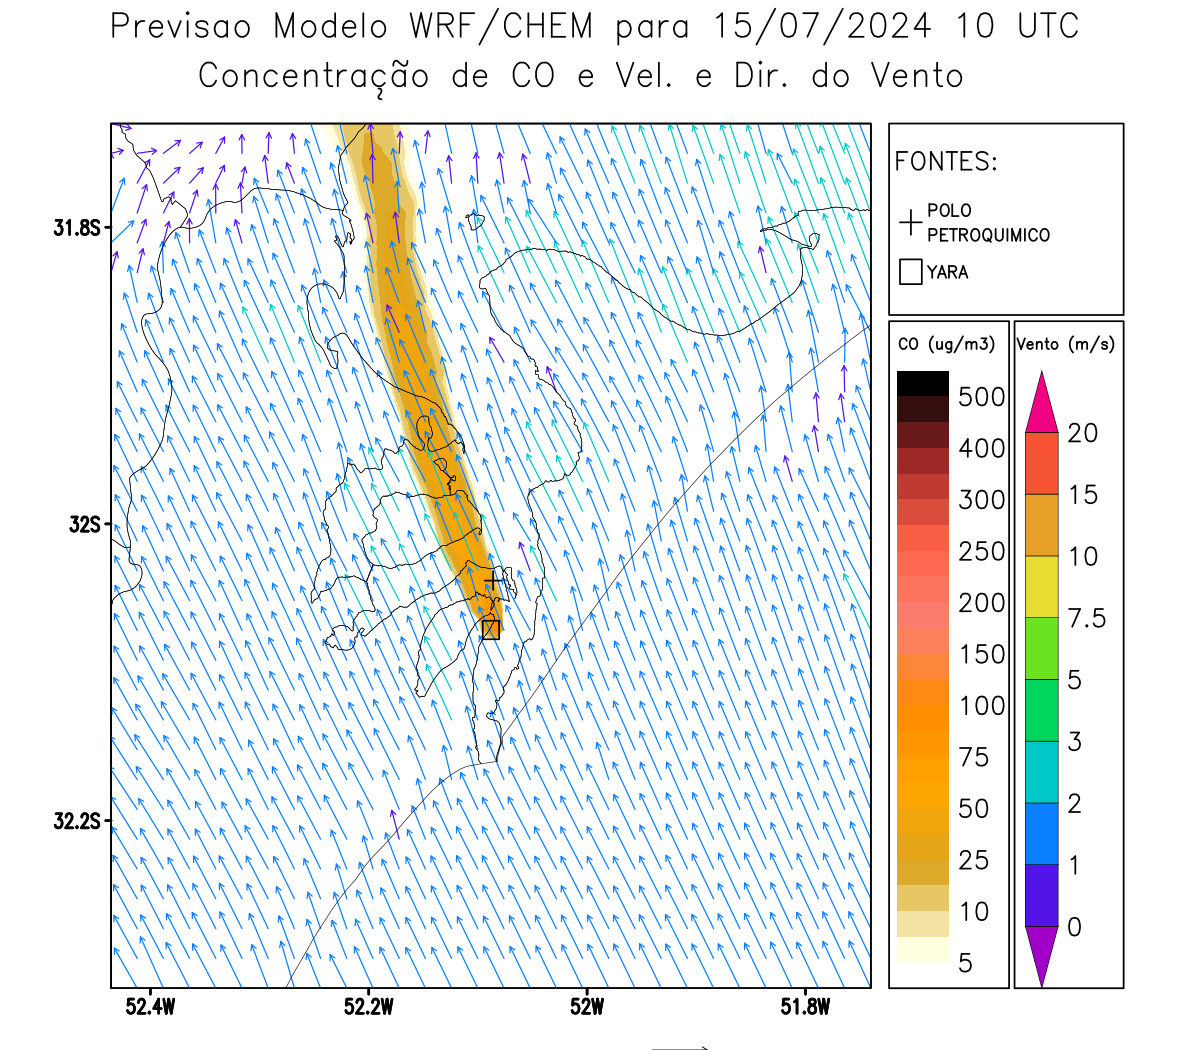 Previsao Modelo WRF/CHEM para 15/07/2024 10 UTC
Concentração de CO e Vel. e Dir. do Vento
FONTES:
POLO
PETROQUIMICO
YARA
CO (ug/m3)
500
400
300
250
200
150
100
75
50
25
10
5
Vento (m/s)
20
15
10
7.5
5
3
2
1
0
31.8S
32S
32.2S
52.4W
52.2W
52W
51.8W